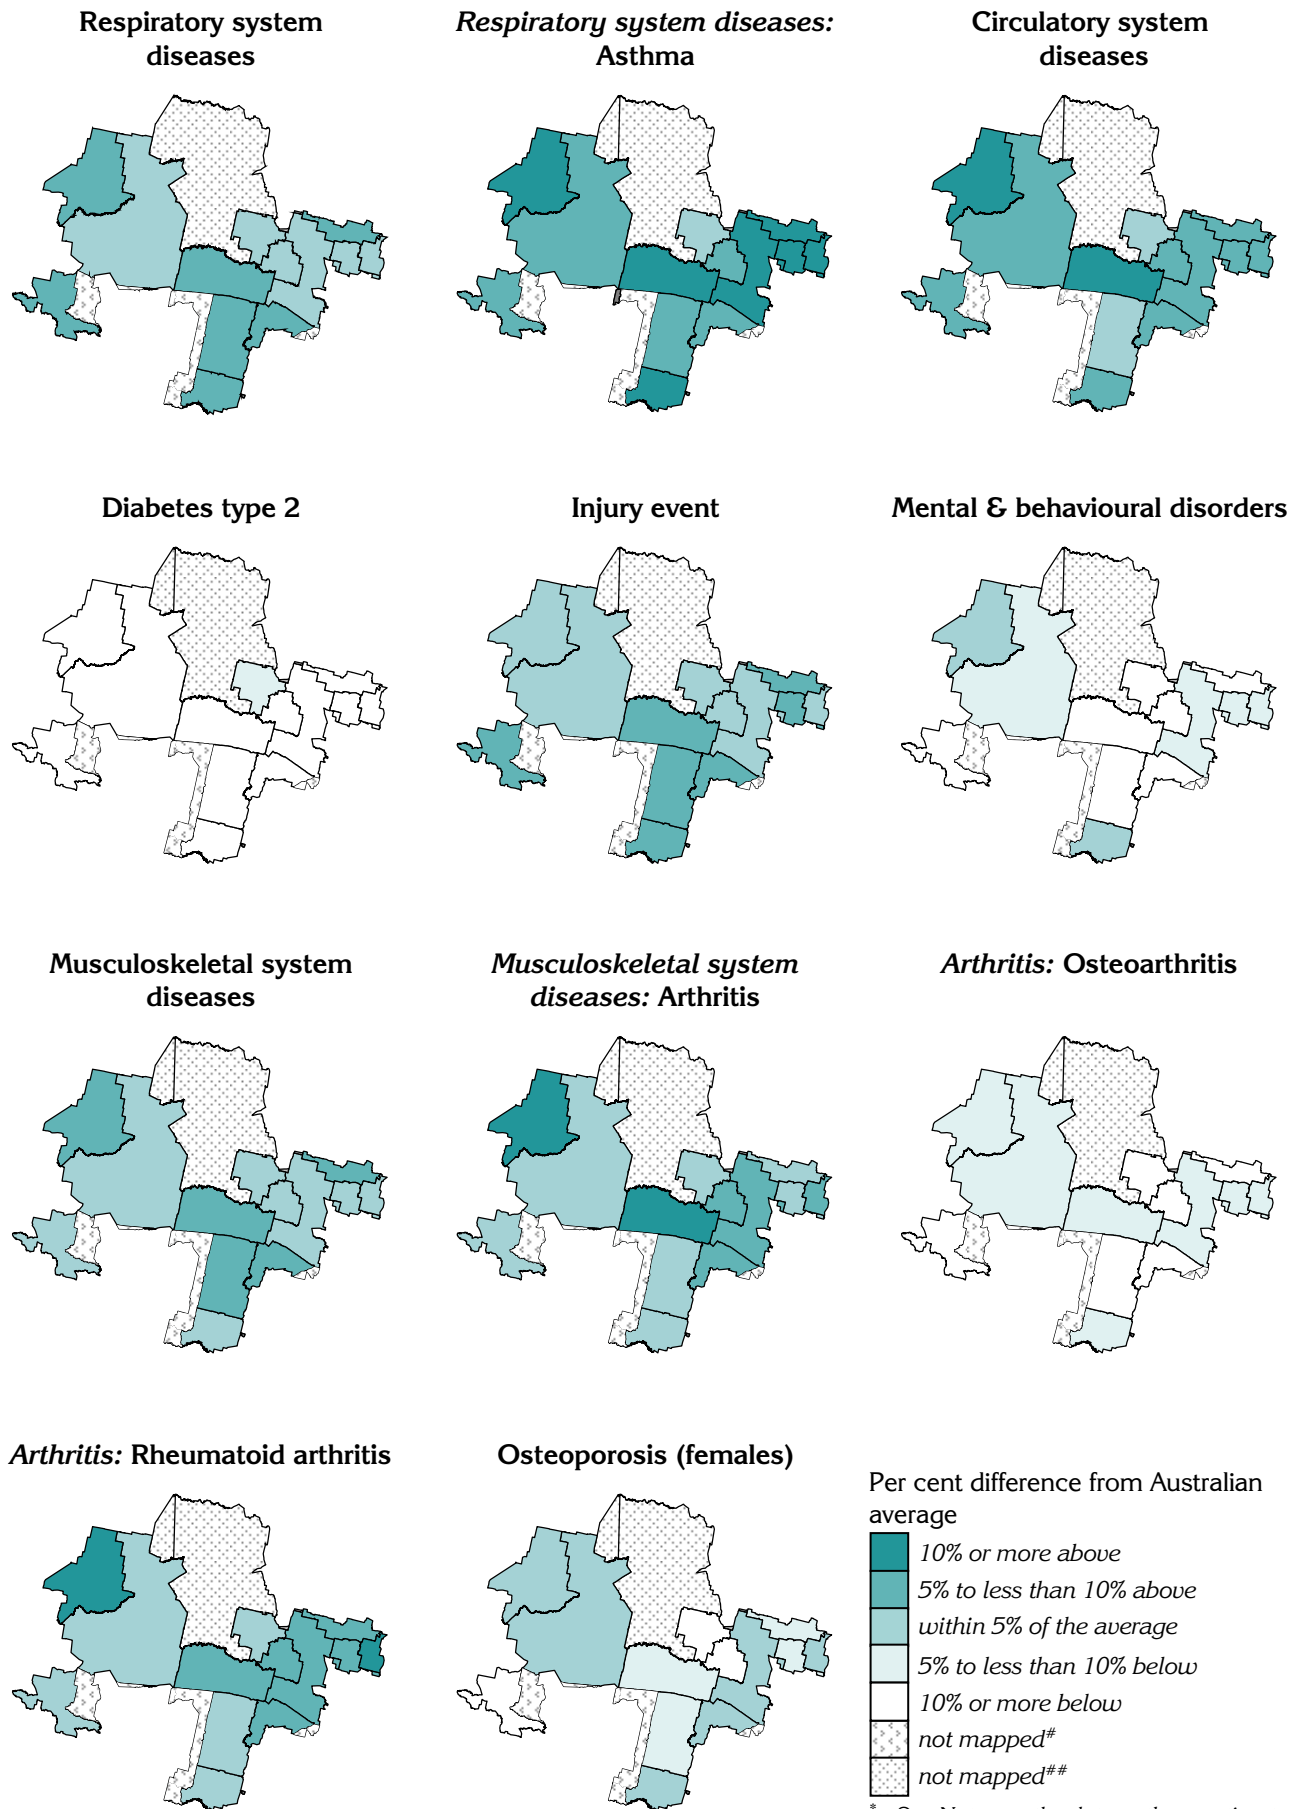 Respiratory system
diseases
Respiratory system diseases:
Asthma
Circulatory system
diseases
Diabetes type 2
Injury event
Mental & behavioural disorders
Musculoskeletal system
diseases
Musculoskeletal system
diseases: Arthritis
Arthritis: Osteoarthritis
Arthritis: Rheumatoid arthritis
Osteoporosis (females)
Per cent difference from Australian
average
10% or more above
5% to less than 10% above
within 5% of the average
5% to less than 10% below
10% or more below
not mapped#
not mapped##